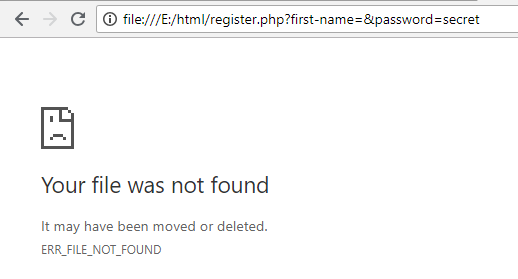 file:///E:/html/register.php?first-name=&password=secret
Your file was not found
It may have been moved or deleted.
ERR_FILE_NOT_FOUND